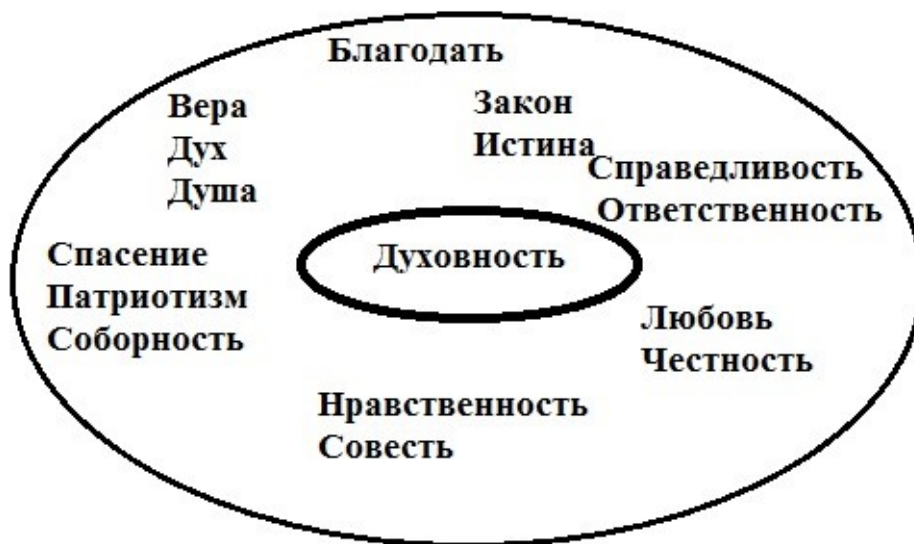 Благодать
Вера
Дух
Душа
Закон
Истина
Справедливость
Ответственность
Спасение
Патриотизм
Соборность
Духовность
Любовь
Честность
Нравственность
Совесть